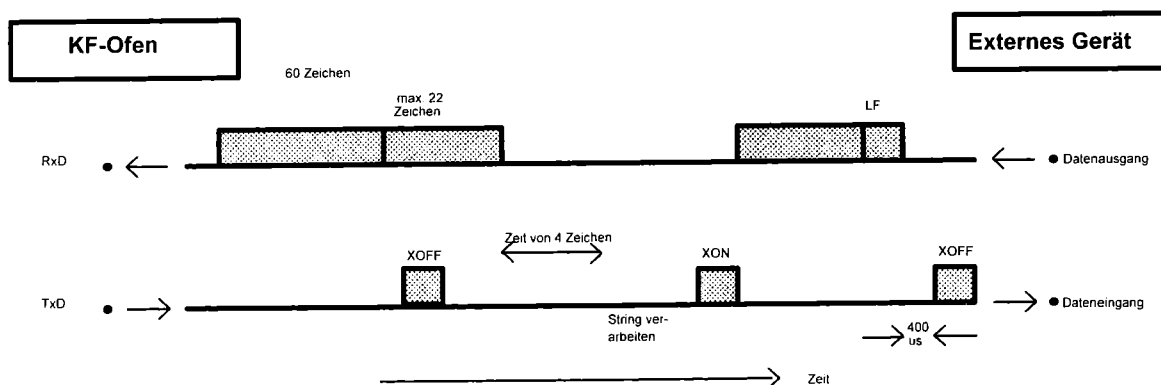 KF-Ofen
Externes Gerät
60 Zeichen
max. 22
Zeichen
LF
RxD
Datenausgang
Zeit von 4 Zeichen
XOFF
XON
XOFF
TxD
Dateneingang
String ver-
arbeiten
400
us
Zeit